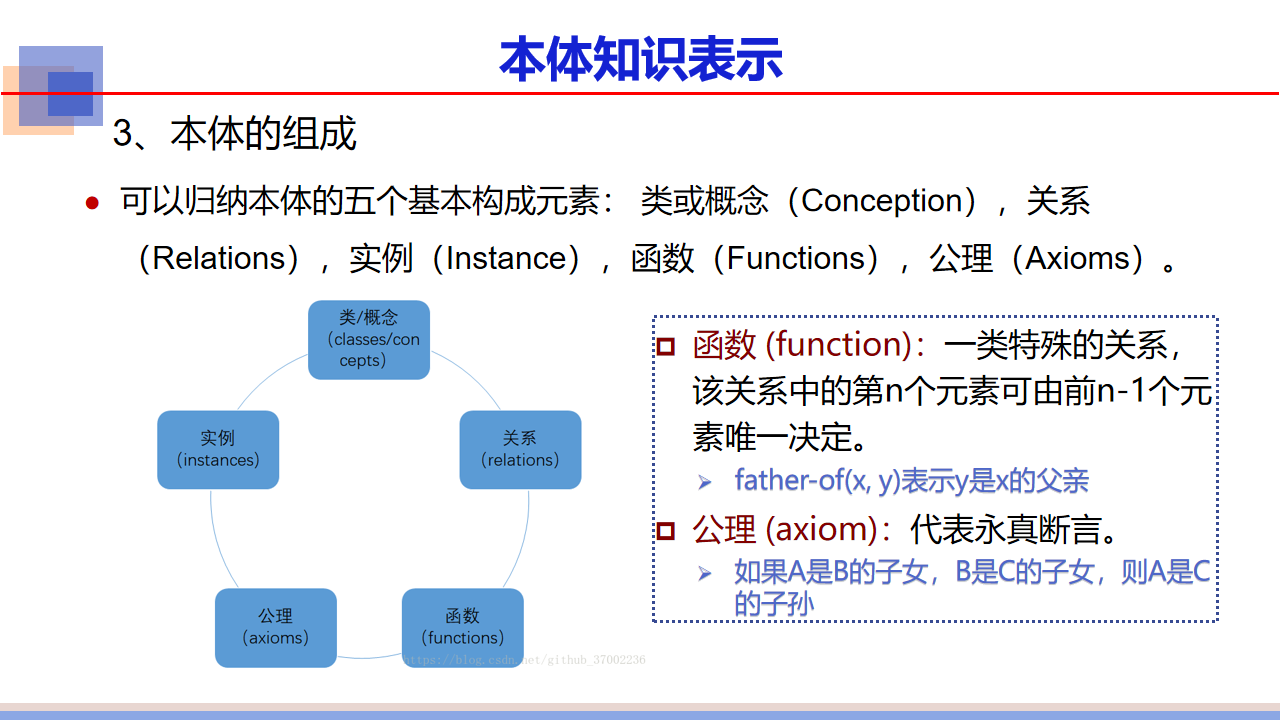 本体知识表示
3、本体的组成
可以归纳本体的五个基本构成元素： 类或概念（Conception），关系
（Relations），实例（Instance），函数（Functions），公理（Axioms）。
类/概念
（classes/con
cepts）
实例
（instances）
关系
（relations）
公理
（axioms）
函数
（functions）
https://blog.csdn.net/github_37002236
函数 (function)：一类特殊的关系，
该关系中的第n个元素可由前n-1个元
素唯一决定。
father-of(x, y)表示y是x的父亲
公理 (axiom)：代表永真断言。
如果A是B的子女，B是C的子女，则A是C
的子孙